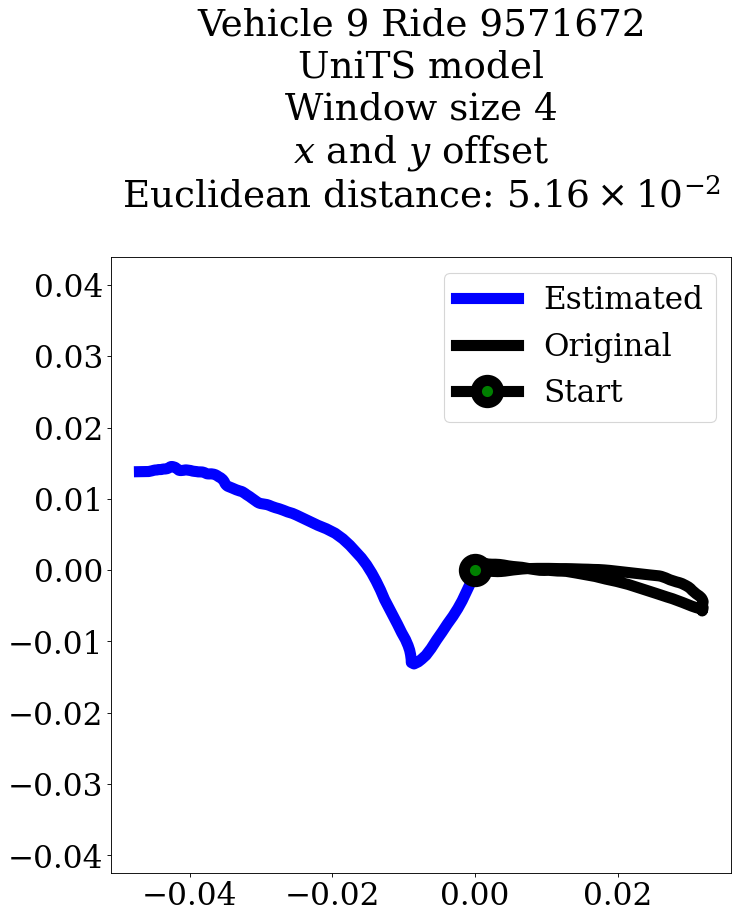 Vehicle 9 Ride 9571672
UniTS model
Window size 4
x and y offset
Euclidean distance: 5.16 × 10⁻²
Estimated
Original
Start
0.04
0.03
0.02
0.01
0.00
−0.01
−0.02
−0.03
−0.04
−0.04 −0.02 0.00 0.02